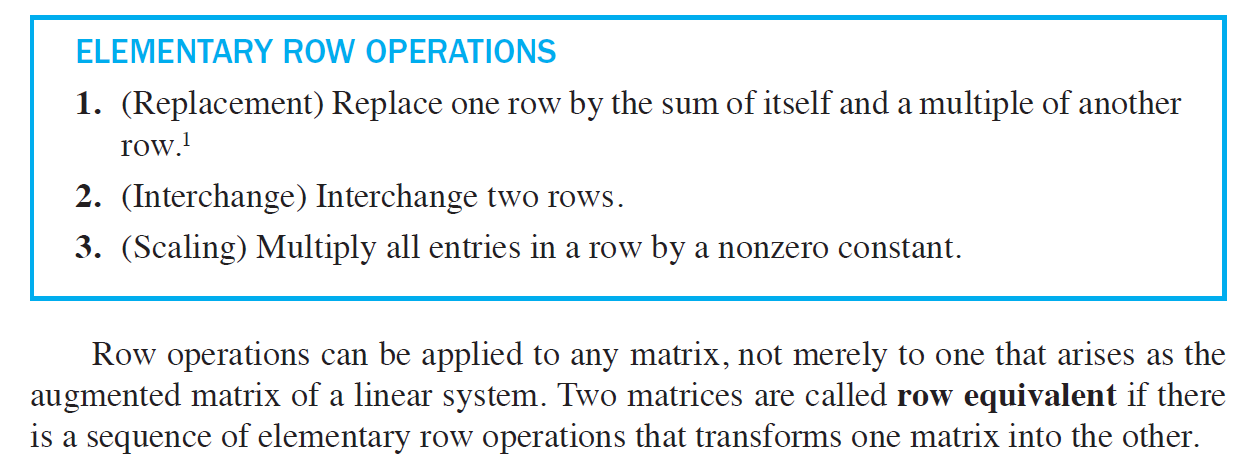 ELEMENTARY ROW OPERATIONS
1. (Replacement) Replace one row by the sum of itself and a multiple of another
row.¹
2. (Interchange) Interchange two rows.
3. (Scaling) Multiply all entries in a row by a nonzero constant.
Row operations can be applied to any matrix, not merely to one that arises as the
augmented matrix of a linear system. Two matrices are called row equivalent if there
is a sequence of elementary row operations that transforms one matrix into the other.